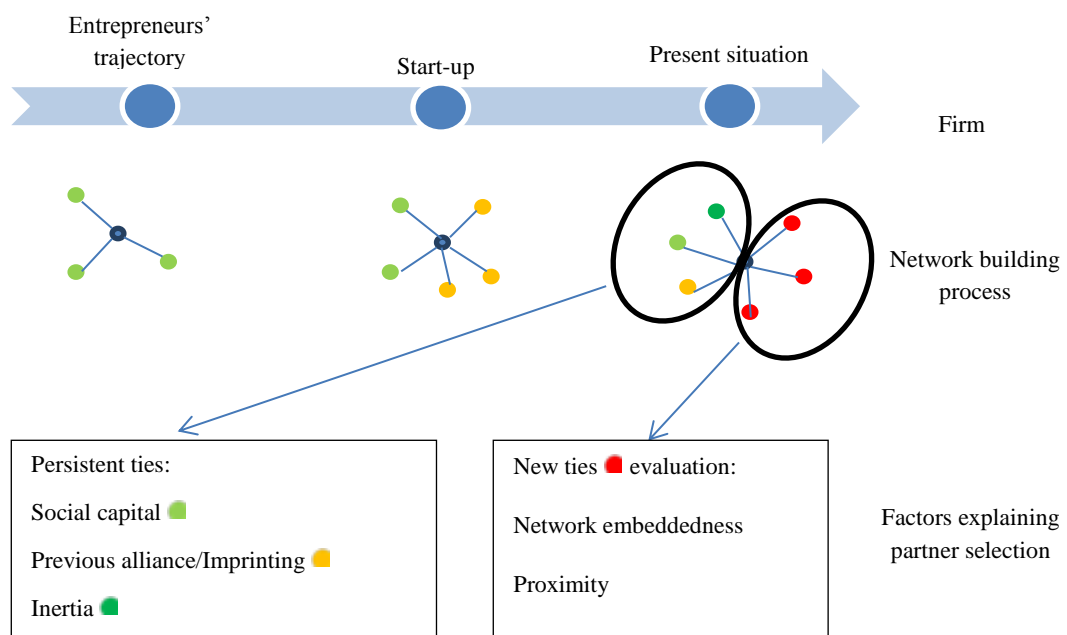 Entrepreneurs’
trajectory
Start-up
Present situation
Firm
Network building
process
Persistent ties:
Social capital
Previous alliance/Imprinting
Inertia
New ties evaluation:
Network embeddedness
Proximity
Factors explaining
partner selection